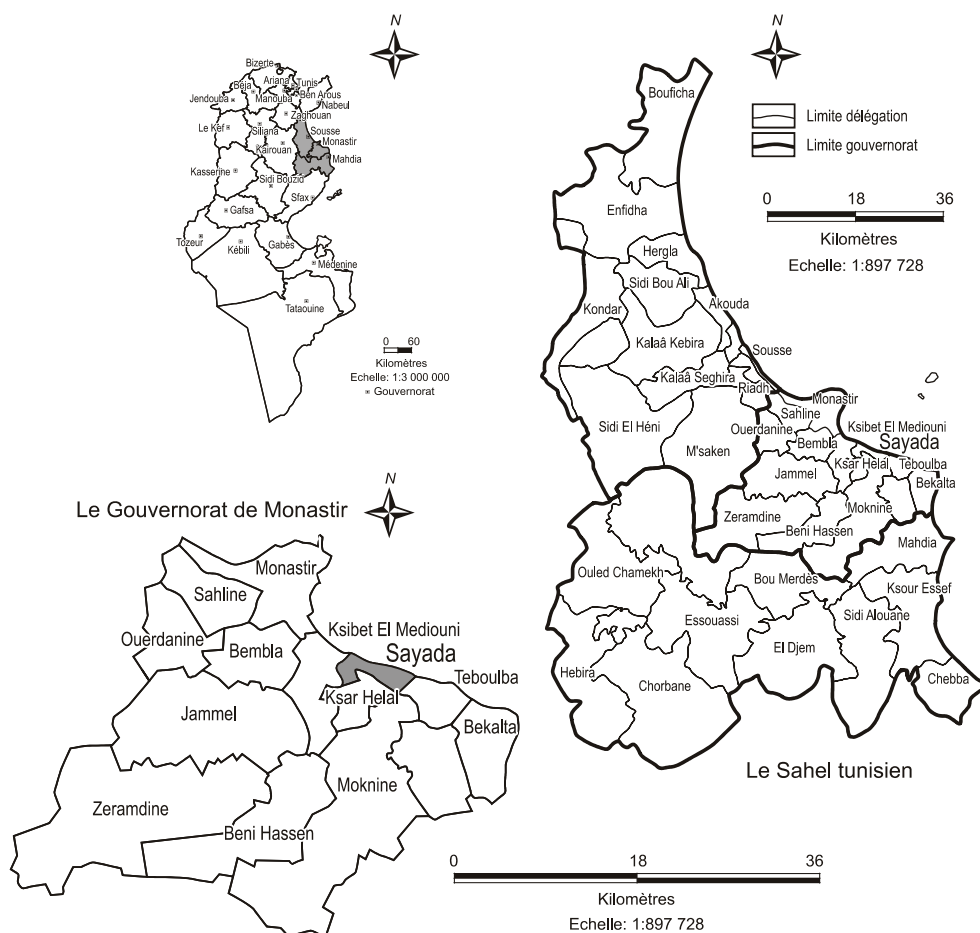 N
Bizerte
Ariana
Tunis
Béja
Manouba
Ben Arous
Jendouba
Nabeul
Zaghouan
Le Kef
Siliana
Sousse
Kairouan
Monastir
Mahdia
Kasserine
Sidi Bouzid
Sfax
Gafsa
Tozeur
Kébili
Gabès
Médenine
Tataouine
0 60
Kilomètres
Echelle: 1:3 000 000
Gouvernorat
N
Limite délégation
Limite gouvernorat
0 18 36
Kilomètres
Echelle: 1:897 728
Bouficha
Enfidha
Hergla
Sidi Bou Ali
Kondar
Akouda
Kalaâ Kebira
Sousse
Kalaâ Seghira
Riadh
Monastir
Sahline
Sidi El Héni
Ouerdanine
Ksibet El Mediouni
Bembla
Sayada
M'saken
Jammel
Ksar Helal
Teboulba
Bekalta
Zeramdine
Moknine
Beni Hassen
Mahdia
Ouled Chamekh
Bou Merdès
Ksour Essef
Essouassi
Sidi Alouane
El Djem
Hebira
Chorbane
Chebba
Le Sahel tunisien
N
Le Gouvernorat de Monastir
Monastir
Sahline
Ouerdanine
Ksibet El Mediouni
Bembla
Sayada
Teboulba
Ksar Helal
Jammel
Bekalta
Moknine
Zeramdine
Beni Hassen
0 18 36
Kilomètres
Echelle: 1:897 728